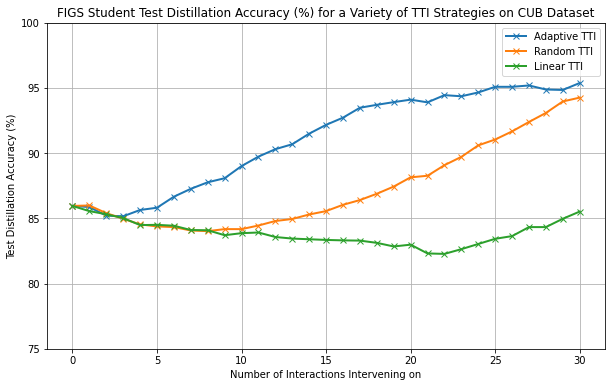 FIGS Student Test Distillation Accuracy (%) for a Variety of TTI Strategies on CUB Dataset
100
95
90
85
80
75
Test Distillation Accuracy (%)
Adaptive TTI
Random TTI
Linear TTI
0 5 10 15 20 25 30
Number of Interactions Intervening on